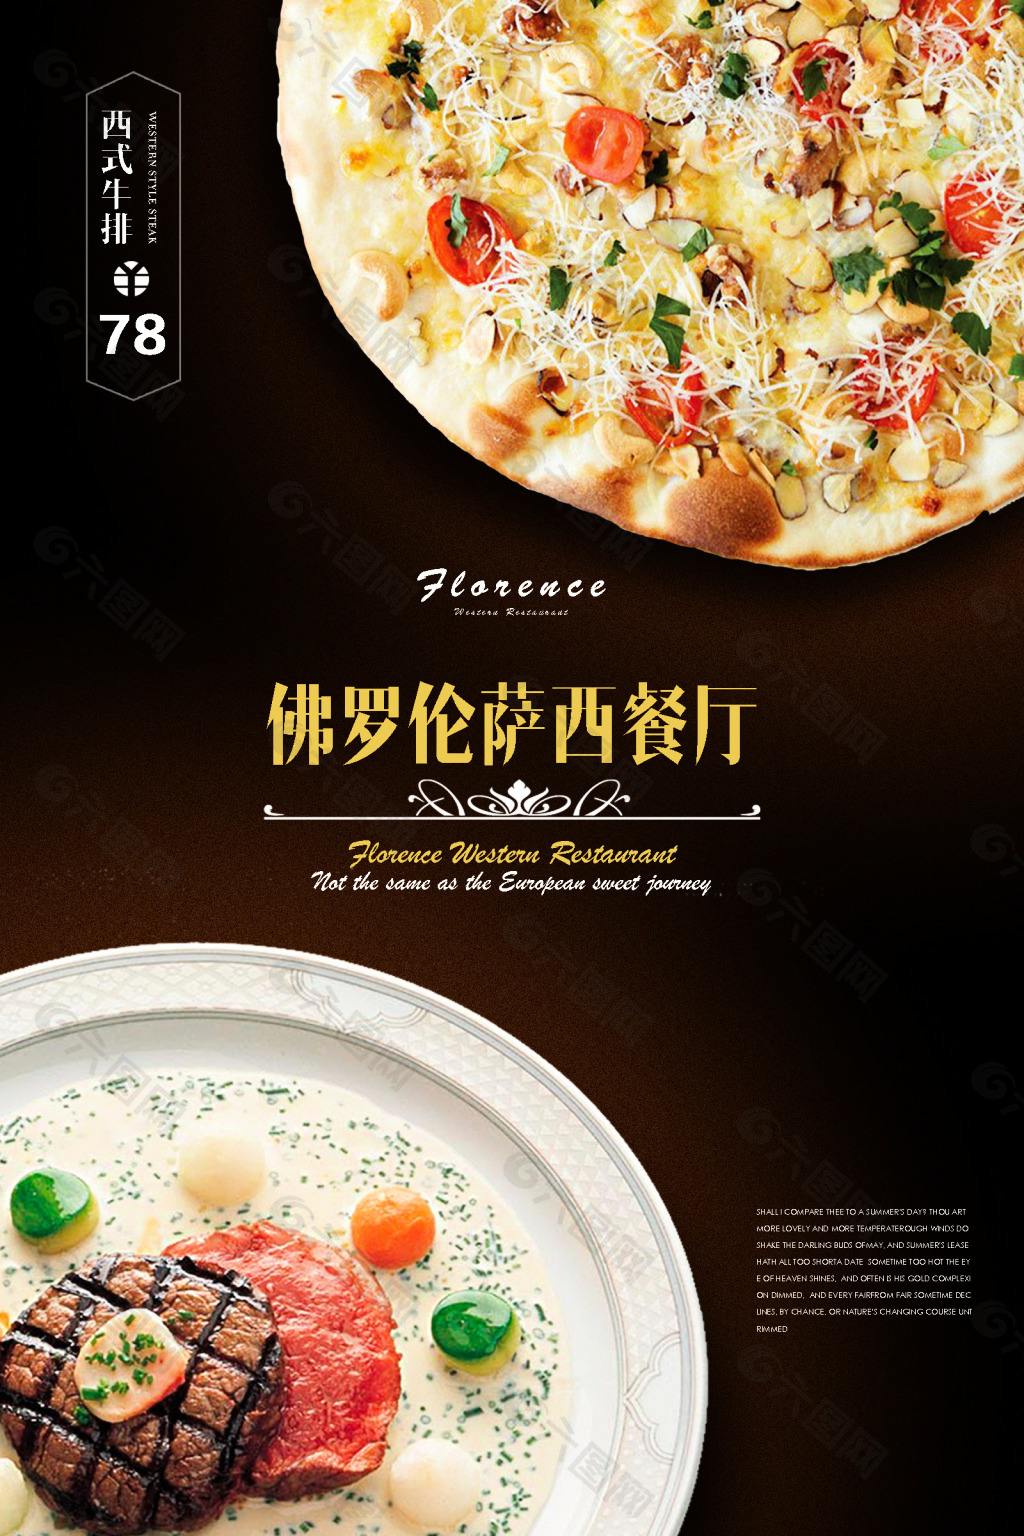 西式牛排
WESTERN STYLE STEAK
¥
78
Florence
Western Restaurant
佛罗伦萨西餐厅
Florence Western Restaurant
Not the same as the European sweet journey
SHALL I COMPARE THEE TO A SUMMER'S DAY? THOU ART
MORE LOVELY AND MORE TEMPERATEROUGH WINDS DO
SHAKE THE DARLING BUDS OFMAY, AND SUMMER'S LEASE
HATH ALL TOO SHORTA DATE  SOMETIME TOO HOT THE EY
E OF HEAVEN SHINES,  AND OFTEN IS HIS GOLD COMPLEXI
ON DIMMED,  AND EVERY FAIRFROM FAIR SOMETIME DEC
LINES, BY CHANCE, OR NATURE'S CHANGING COURSE UNT
RIMMED
六图网